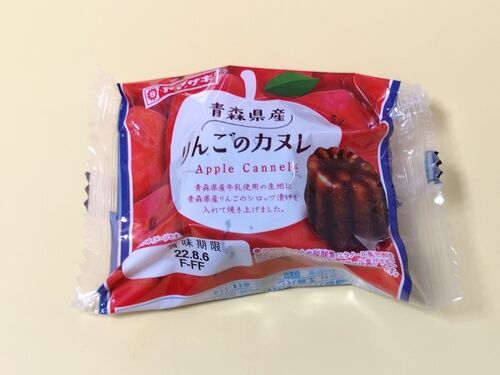 ヤマザキ
青森県産
りんごのカヌレ
Apple Cannelé
青森県産牛乳使用の生地に
青森県産りんごのシロップ漬けを
入れて焼き上げました。
賞味期限
22.8.6
F-FF